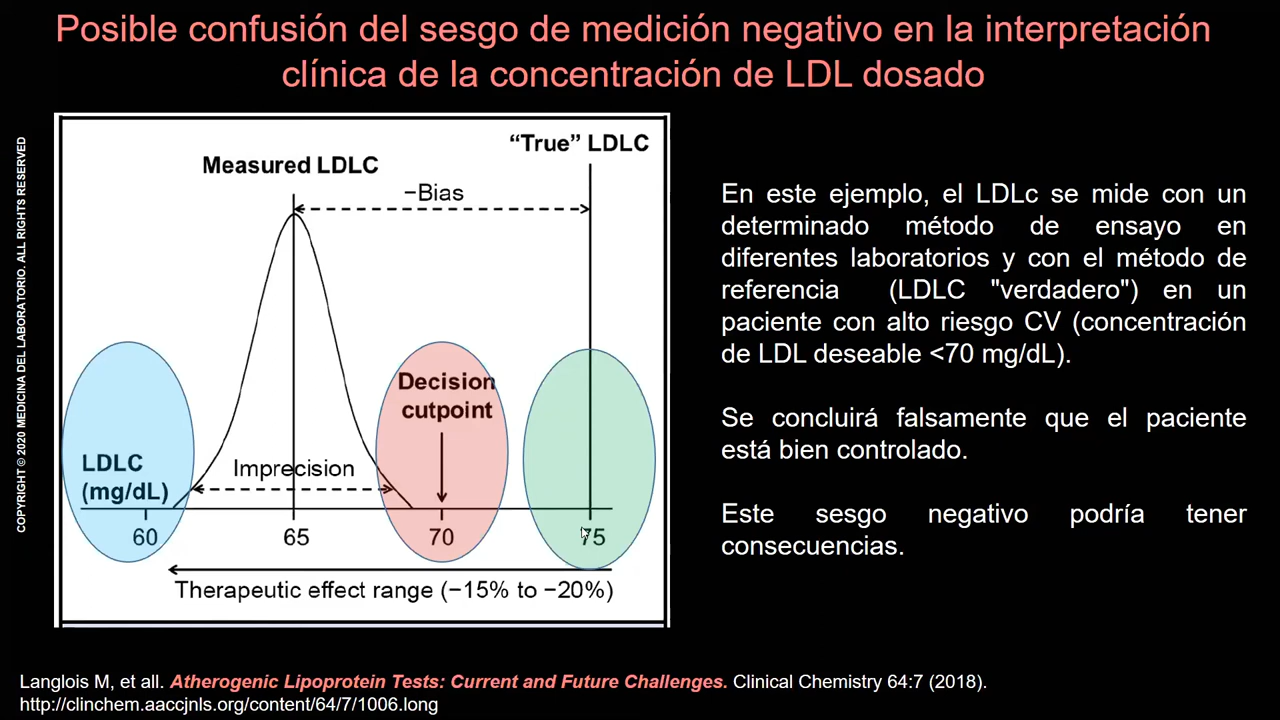 Posible confusión del sesgo de medición negativo en la interpretación
clínica de la concentración de LDL dosado
COPYRIGHT © 2020 MEDICINA DEL LABORATORIO. ALL RIGHTS RESERVED
“True” LDLC
Measured LDLC
−Bias
Decision
cutpoint
LDLC
(mg/dL)
Imprecision
60 65 70 75
Therapeutic effect range (−15% to −20%)
En este ejemplo, el LDLc se mide con un
determinado método de ensayo en
diferentes laboratorios y con el método de
referencia (LDLC "verdadero") en un
paciente con alto riesgo CV (concentración
de LDL deseable <70 mg/dL).
Se concluirá falsamente que el paciente
está bien controlado.
Este sesgo negativo podría tener
consecuencias.
Langlois M, et all. Atherogenic Lipoprotein Tests: Current and Future Challenges. Clinical Chemistry 64:7 (2018).
http://clinchem.aaccjnls.org/content/64/7/1006.long